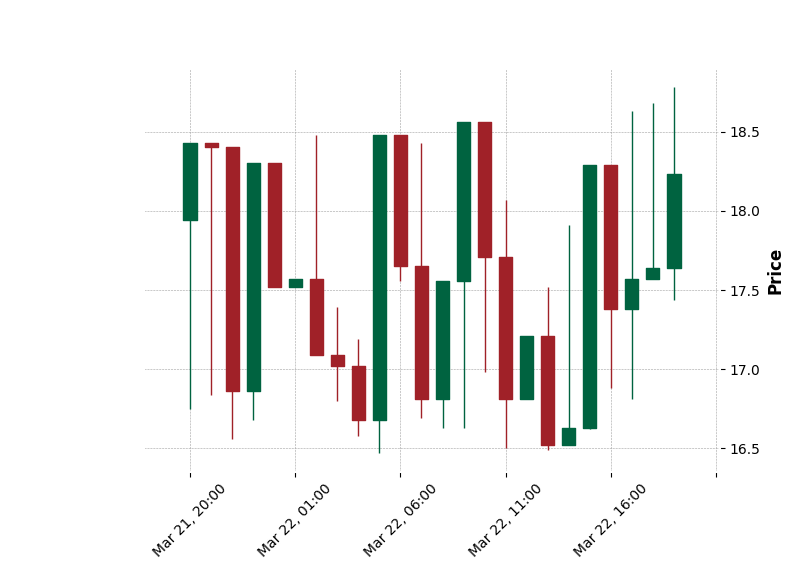 18.5
18.0
17.5
17.0
16.5
Price
Mar 21, 20:00
Mar 22, 01:00
Mar 22, 06:00
Mar 22, 11:00
Mar 22, 16:00